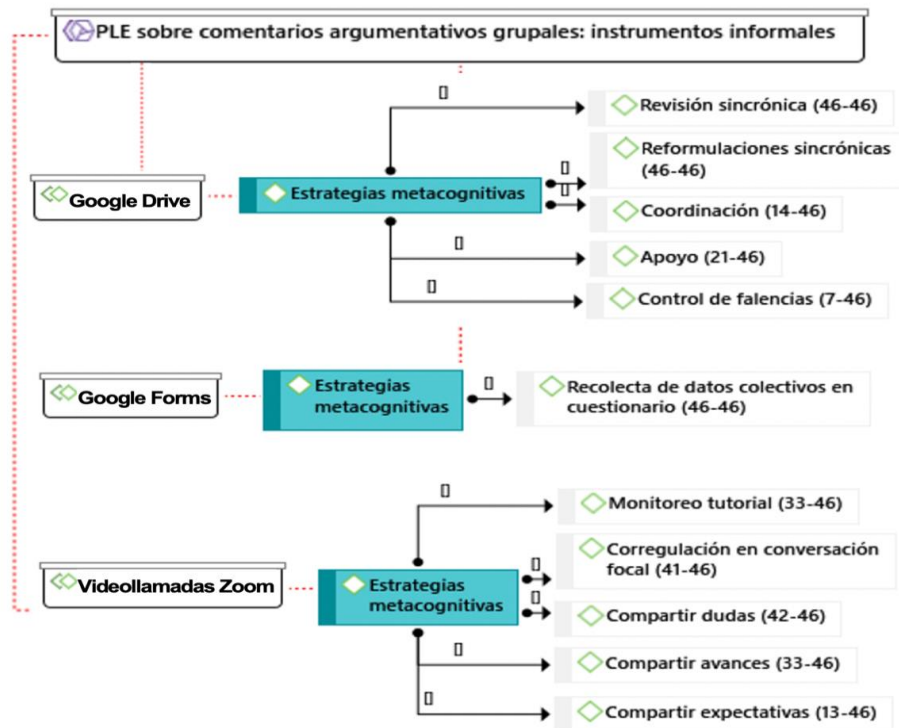 PLE sobre comentarios argumentativos grupales: instrumentos informales
Google Drive
Estrategias metacognitivas
[]
Revisión sincrónica (46-46)
[]
Reformulaciones sincrónicas
(46-46)
[]
Coordinación (14-46)
[]
Apoyo (21-46)
[]
Control de falencias (7-46)
Google Forms
Estrategias
metacognitivas
[]
Recolecta de datos colectivos en
cuestionario (46-46)
Videollamadas Zoom
Estrategias
metacognitivas
[]
Monitoreo tutorial (33-46)
[]
Corregulación en conversación
focal (41-46)
[]
Compartir dudas (42-46)
[]
Compartir avances (33-46)
[]
Compartir expectativas (13-46)